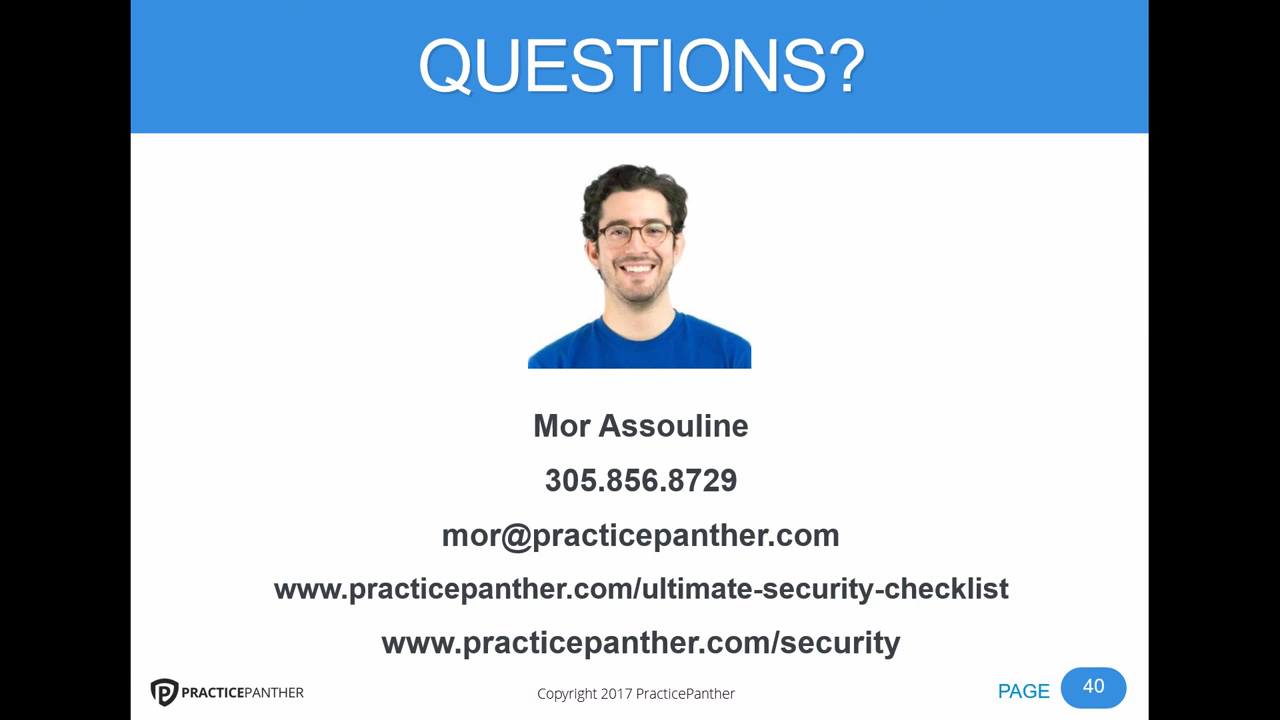 QUESTIONS?
Mor Assouline
305.856.8729
mor@practicepanther.com
www.practicepanther.com/ultimate-security-checklist
www.practicepanther.com/security
PRACTICEPANTHER
Copyright 2017 PracticePanther
PAGE 40